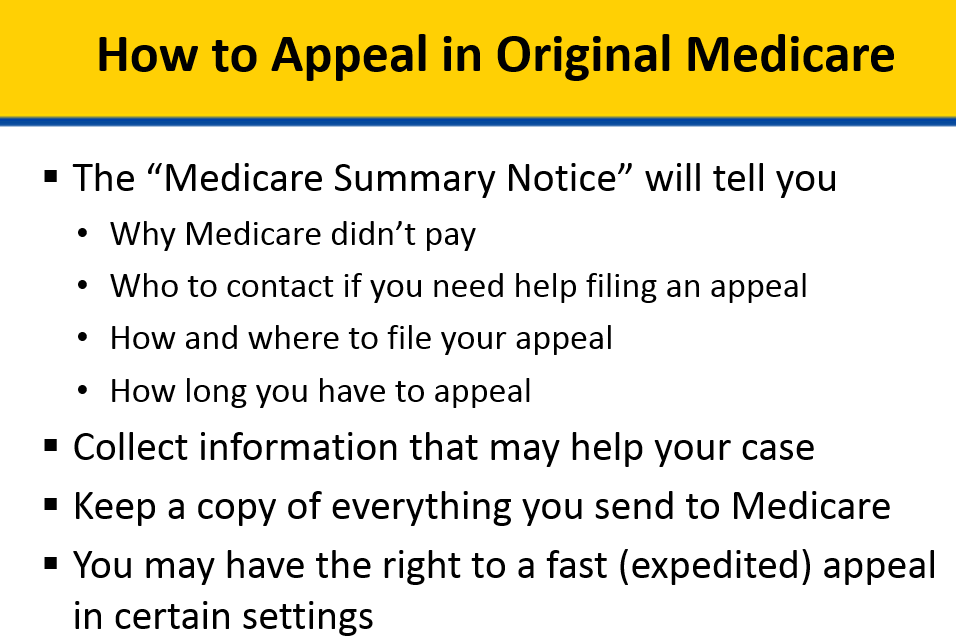 How to Appeal in Original Medicare
▪ The “Medicare Summary Notice” will tell you
• Why Medicare didn’t pay
• Who to contact if you need help filing an appeal
• How and where to file your appeal
• How long you have to appeal
▪ Collect information that may help your case
▪ Keep a copy of everything you send to Medicare
▪ You may have the right to a fast (expedited) appeal
in certain settings